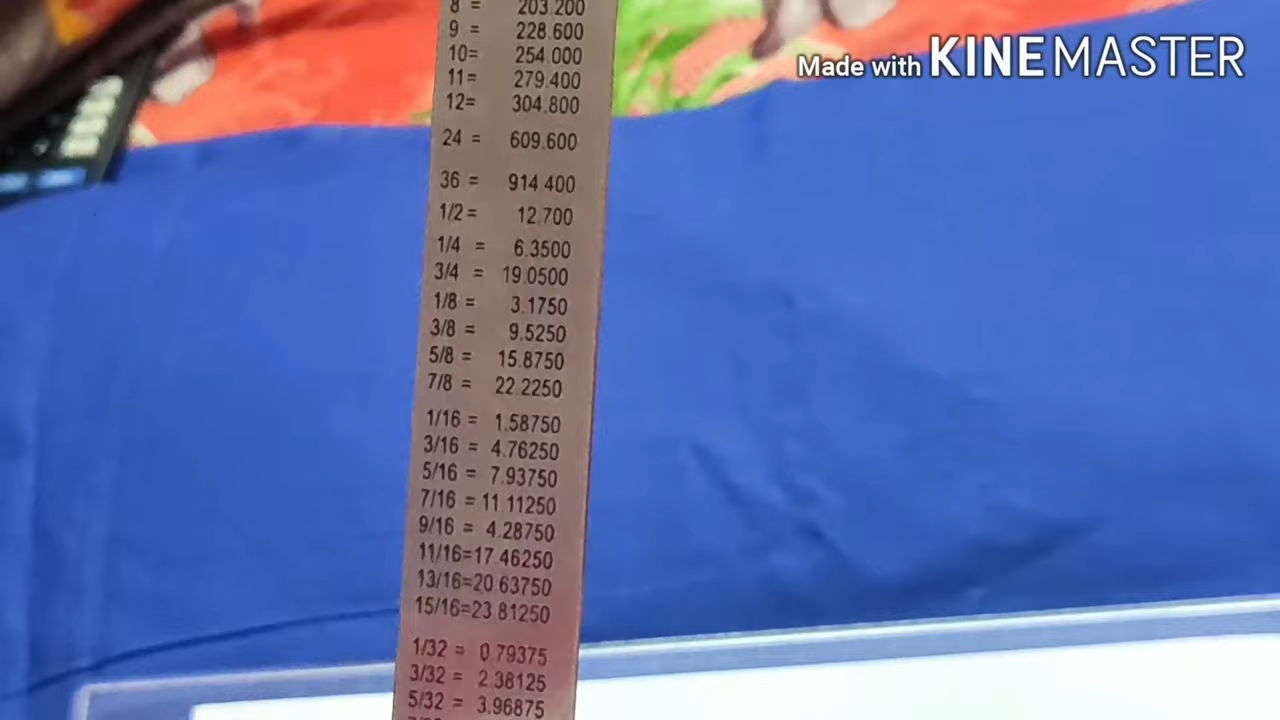 8 = 203.200
9 = 228.600
10= 254.000
11= 279.400
12= 304.800
24 = 609.600
36 = 914.400
1/2= 12.700
1/4 = 6.3500
3/4 = 19.0500
1/8 = 3.1750
3/8 = 9.5250
5/8 = 15.8750
7/8 = 22.2250
1/16 = 1.58750
3/16 = 4.76250
5/16 = 7.93750
7/16 = 11.11250
9/16 = 4.28750
11/16=17.46250
13/16=20.63750
15/16=23.81250
1/32 = 0.79375
3/32 = 2.38125
5/32 = 3.96875
Made with KINEMASTER